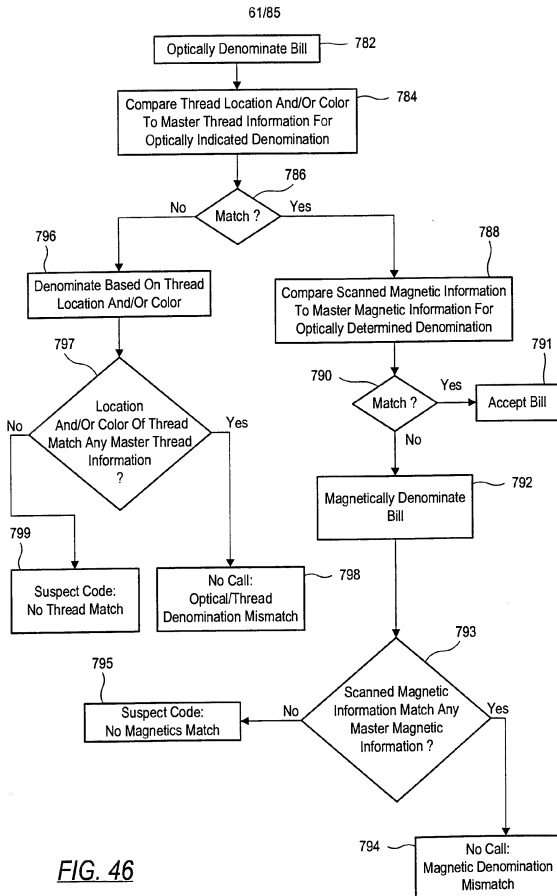 61/85
Optically Denominate Bill
782
Compare Thread Location And/Or Color
To Master Thread Information For
Optically Indicated Denomination
784
786
Match ?
No
Yes
796
Denominate Based On Thread
Location And/Or Color
788
Compare Scanned Magnetic Information
To Master Magnetic Information For
Optically Determined Denomination
797
Location
And/Or Color Of Thread
Match Any Master Thread
Information
?
No
Yes
790
Match ?
Yes
No
791
Accept Bill
Magnetically Denominate
Bill
792
799
Suspect Code:
No Thread Match
No Call:
Optical/Thread
Denomination Mismatch
798
793
Scanned Magnetic
Information Match Any
Master Magnetic
Information ?
No
Yes
795
Suspect Code:
No Magnetics Match
794
No Call:
Magnetic Denomination
Mismatch
FIG. 46